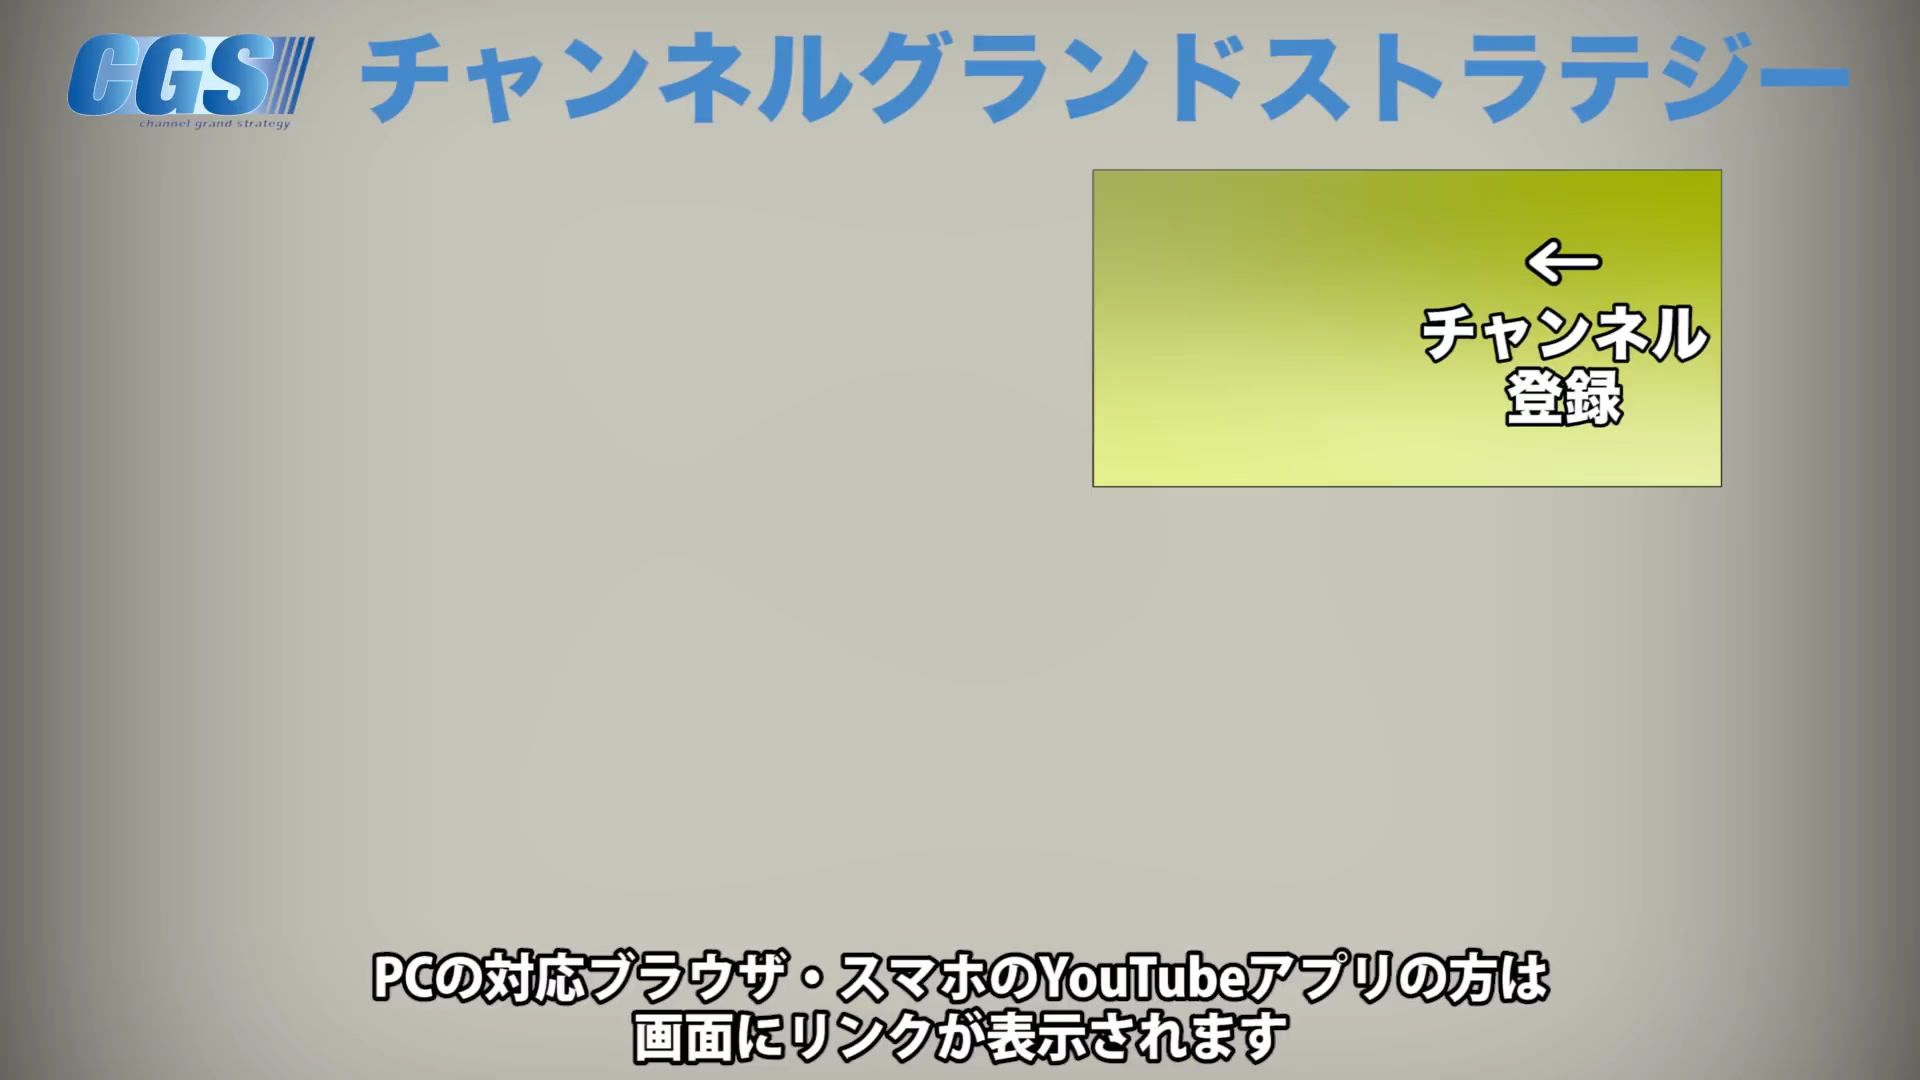 CGS
channel grand strategy
チャンネルグランドストラテジー
←
チャンネル
登録
PCの対応ブラウザ・スマホのYouTubeアプリの方は
画面にリンクが表示されます